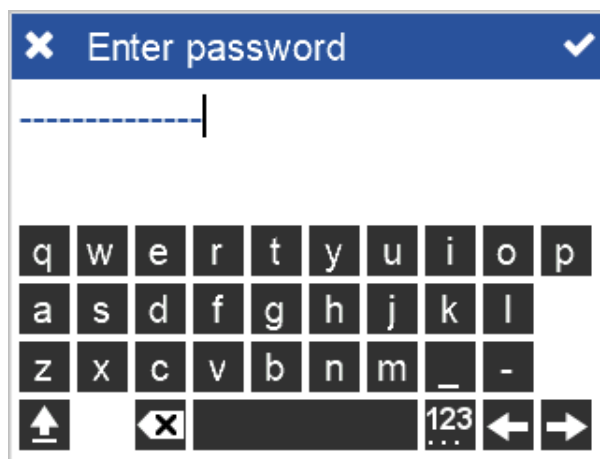 Enter password
--------------
q w e r t y u i o p
a s d f g h j k l
z x c v b n m _ -
123
...